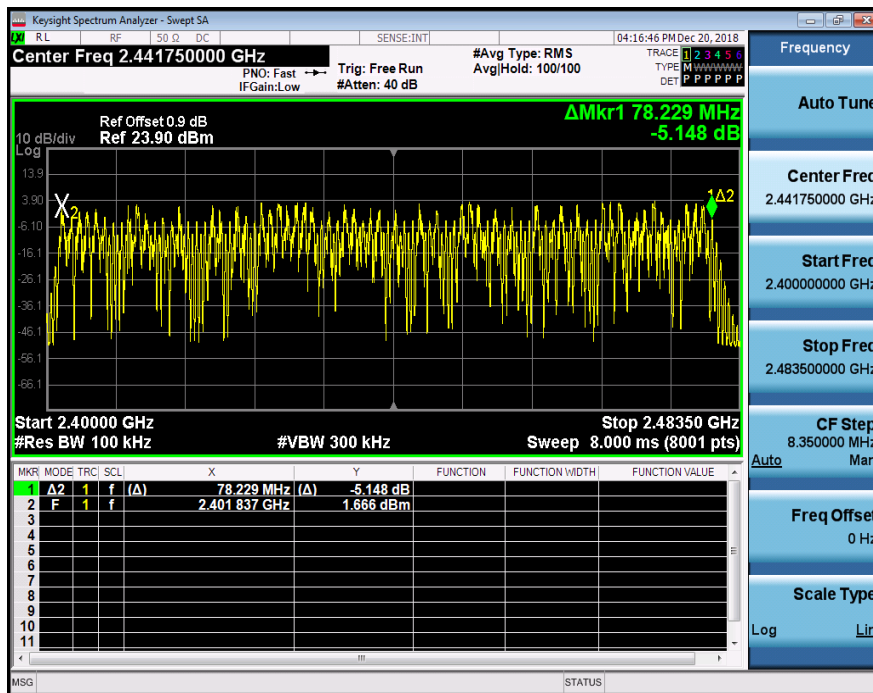 Keysight Spectrum Analyzer - Swept SA
LXI RL RF 50 Ω DC SENSE:INT 04:16:46 PM Dec 20, 2018
Center Freq 2.441750000 GHz
PNO: Fast
IFGain:Low
Trig: Free Run
#Atten: 40 dB
#Avg Type: RMS
Avg|Hold: 100/100
TRACE 1 2 3 4 5 6
TYPE M W W W W W
DET P P P P P P
Ref Offset 0.9 dB
10 dB/div Ref 23.90 dBm
Log
ΔMkr1 78.229 MHz
-5.148 dB
13.9
3.90
-6.10
-16.1
-26.1
-36.1
-46.1
-56.1
-66.1
X2
1Δ2
Start 2.40000 GHz Stop 2.48350 GHz
#Res BW 100 kHz #VBW 300 kHz Sweep 8.000 ms (8001 pts)
MKR MODE TRC SCL X Y FUNCTION FUNCTION WIDTH FUNCTION VALUE
1 Δ2 1 f (Δ) 78.229 MHz (Δ) -5.148 dB
2 F 1 f 2.401 837 GHz 1.666 dBm
3
4
5
6
7
8
9
10
11
MSG STATUS
Frequency
Auto Tune
Center Freq
2.441750000 GHz
Start Freq
2.400000000 GHz
Stop Freq
2.483500000 GHz
CF Step
8.350000 MHz
Auto Man
Freq Offset
0 Hz
Scale Type
Log Lin